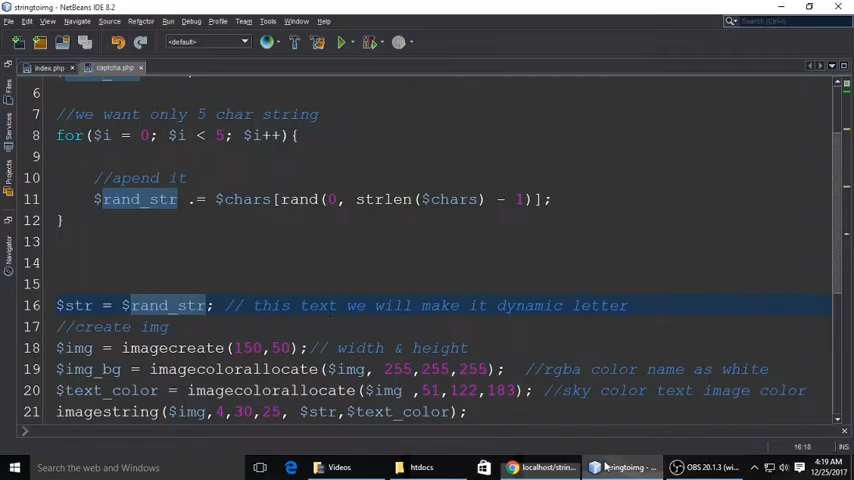 stringtoimg - NetBeans IDE 8.2
File Edit View Navigate Source Refactor Run Debug Profile Team Tools Window Help
Search (Ctrl+I)
<default>
index.php captcha.php
6
7 //we want only 5 char string
8 for($i = 0; $i < 5; $i++){
9
10 //apend it
11 $rand_str .= $chars[rand(0, strlen($chars) - 1)];
12 }
13
14
15
16 $str = $rand_str; // this text we will make it dynamic letter
17 //create img
18 $img = imagecreate(150,50);// width & height
19 $img_bg = imagecolorallocate($img, 255,255,255); //rgba color name as white
20 $text_color = imagecolorallocate($img ,51,122,183); //sky color text image color
21 imagestring($img,4,30,25, $str,$text_color);
Files
Services
Projects
Navigator
16:18 INS
Search the web and Windows
Videos
htdocs
localhost/strin...
stringtoimg - ...
OBS 20.1.3 (wi...
4:19 AM
12/25/2017